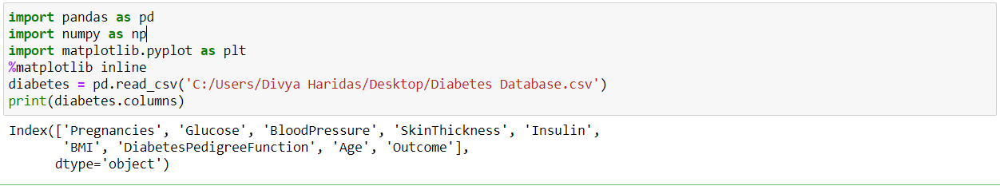 import pandas as pd
import numpy as np
import matplotlib.pyplot as plt
%matplotlib inline
diabetes = pd.read_csv('C:/Users/Divya Haridas/Desktop/Diabetes Database.csv')
print(diabetes.columns)
Index(['Pregnancies', 'Glucose', 'BloodPressure', 'SkinThickness', 'Insulin',
       'BMI', 'DiabetesPedigreeFunction', 'Age', 'Outcome'],
      dtype='object')